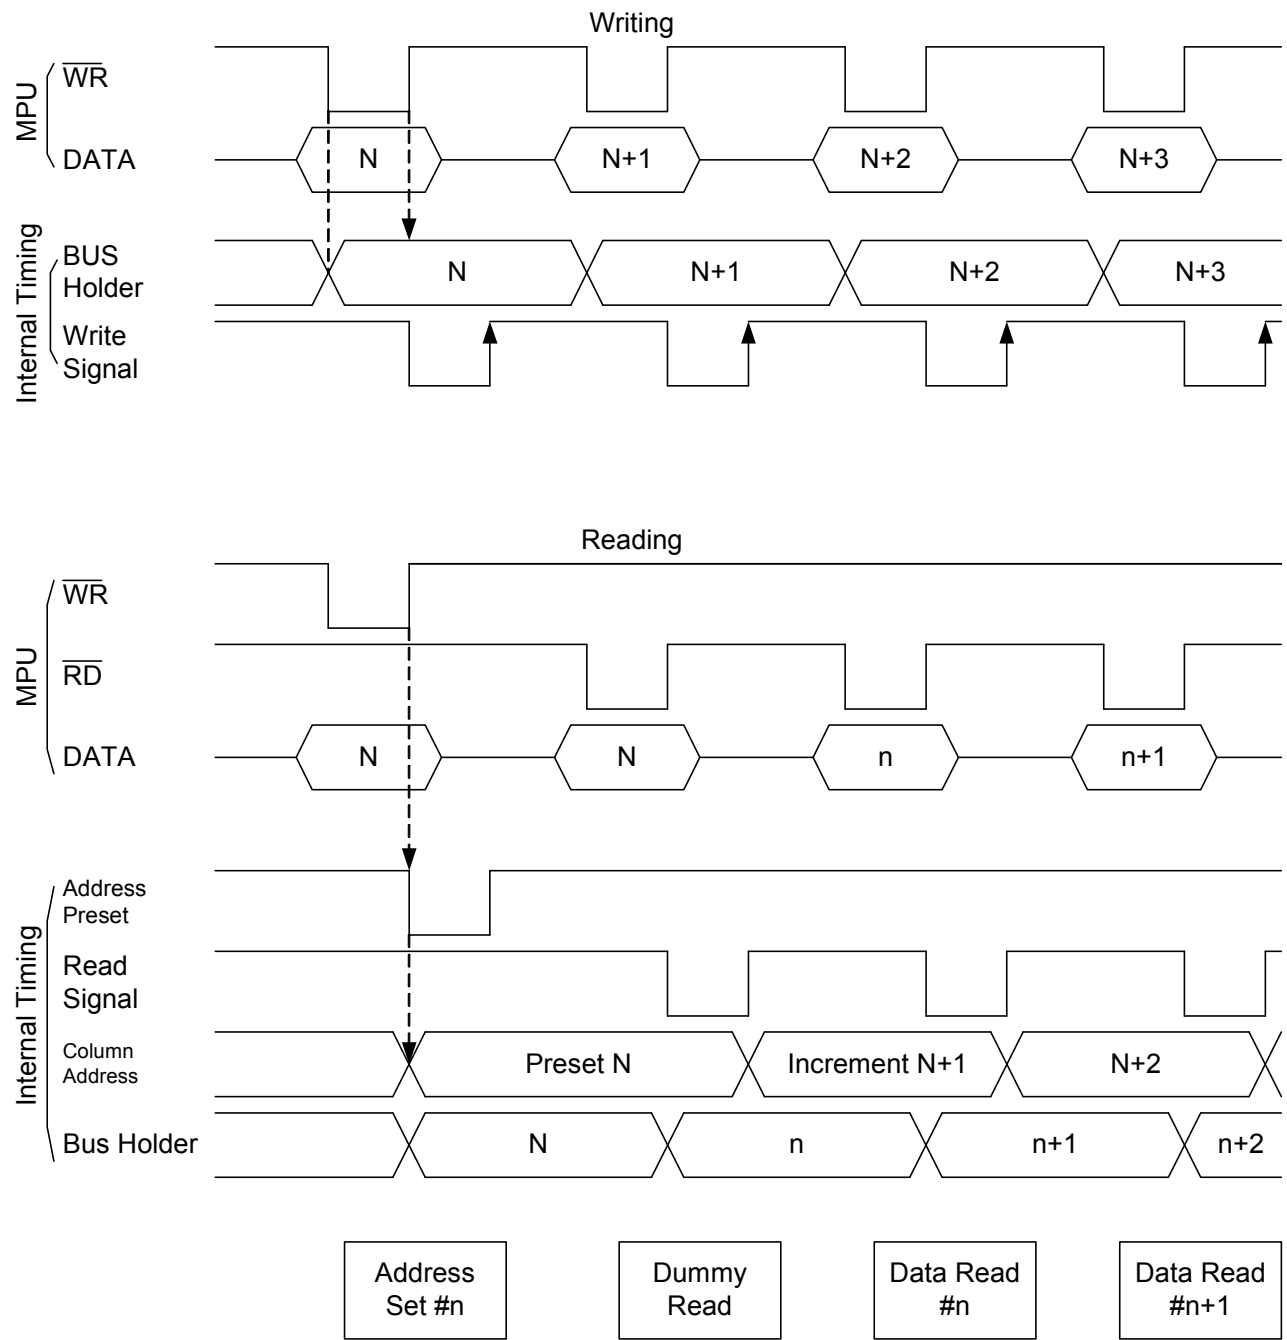 Writing
MPU
WR
DATA
N
N+1
N+2
N+3
Internal Timing
BUS
Holder
N
N+1
N+2
N+3
Write
Signal
Reading
MPU
WR
RD
DATA
N
N
n
n+1
Internal Timing
Address
Preset
Read
Signal
Column
Address
Preset N
Increment N+1
N+2
Bus Holder
N
n
n+1
n+2
Address
Set #n
Dummy
Read
Data Read
#n
Data Read
#n+1